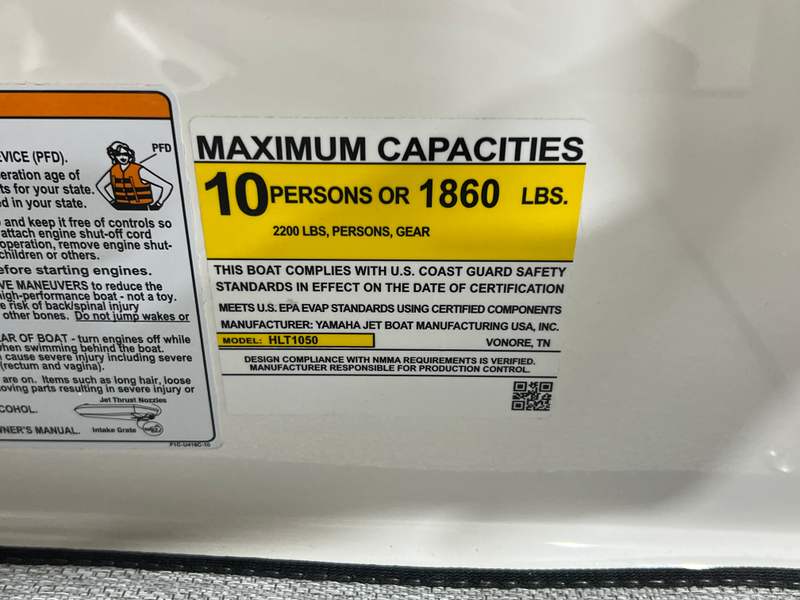 PFD
EVICE (PFD).
eration age of
ts for your state.
d in your state.
and keep it free of controls so
attach engine shut-off cord
operation, remove engine shut-
children or others.
efore starting engines.
VE MANEUVERS to reduce the
high-performance boat - not a toy.
e risk of back/spinal injury
other bones. Do not jump wakes or
EAR OF BOAT - turn engines off while
when swimming behind the boat.
cause severe injury including severe
(rectum and vagina).
are on. Items such as long hair, loose
oving parts resulting in severe injury or
COHOL.
Jet Thrust Nozzles
NER'S MANUAL.
Intake Grate
F1C-U416C-10
MAXIMUM CAPACITIES
10 PERSONS OR 1860 LBS.
2200 LBS, PERSONS, GEAR
THIS BOAT COMPLIES WITH U.S. COAST GUARD SAFETY
STANDARDS IN EFFECT ON THE DATE OF CERTIFICATION
MEETS U.S. EPA EVAP STANDARDS USING CERTIFIED COMPONENTS
MANUFACTURER: YAMAHA JET BOAT MANUFACTURING USA, INC.
MODEL: HLT1050 VONORE, TN
DESIGN COMPLIANCE WITH NMMA REQUIREMENTS IS VERIFIED.
MANUFACTURER RESPONSIBLE FOR PRODUCTION CONTROL.